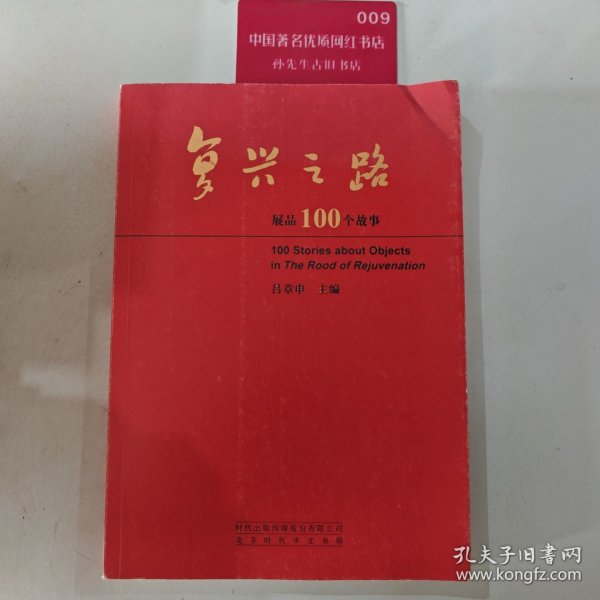 009
中国著名优质网红书店
孙先生古旧书店
复兴之路
展品100个故事
100 Stories about Objects
in The Rood of Rejuvenation
吕章申 主编
时代出版传媒股份有限公司
北京时代华文书局
孔夫子旧书网
www.kongfz.com